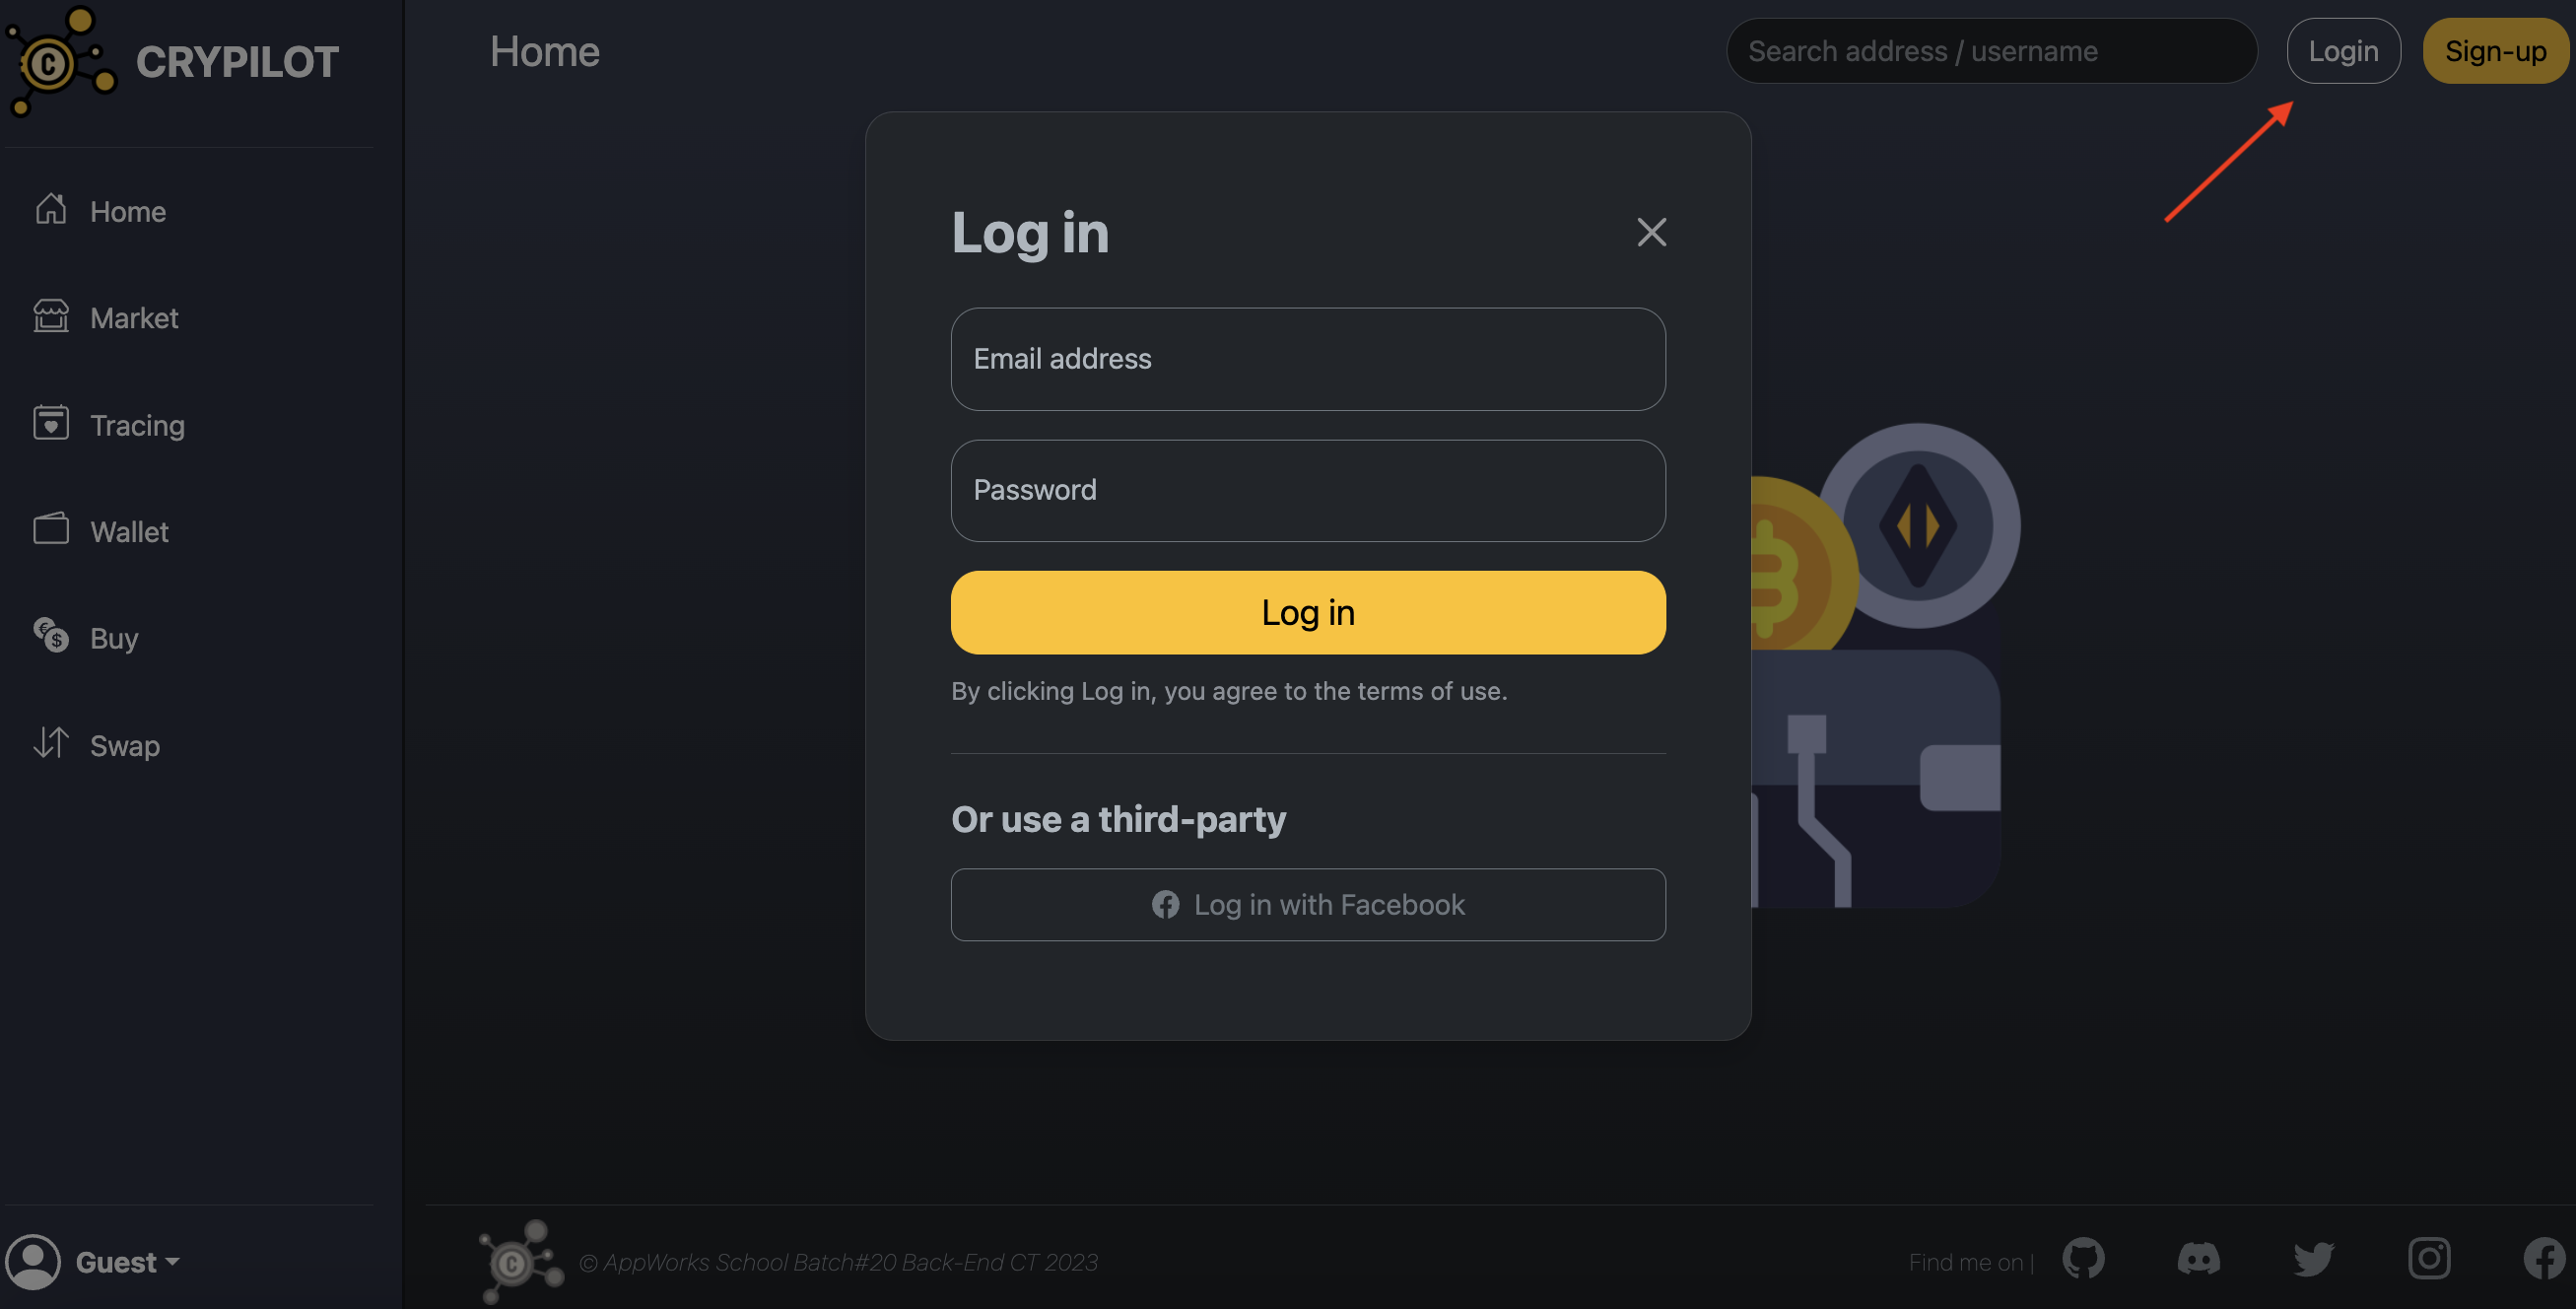 CRYPILOT
Home
Search address / username
Login
Sign-up
Home
Market
Tracing
Wallet
Buy
Swap
Log in
Email address
Password
Log in
By clicking Log in, you agree to the terms of use.
Or use a third-party
Log in with Facebook
Guest
© AppWorks School Batch#20 Back-End CT 2023
Find me on |